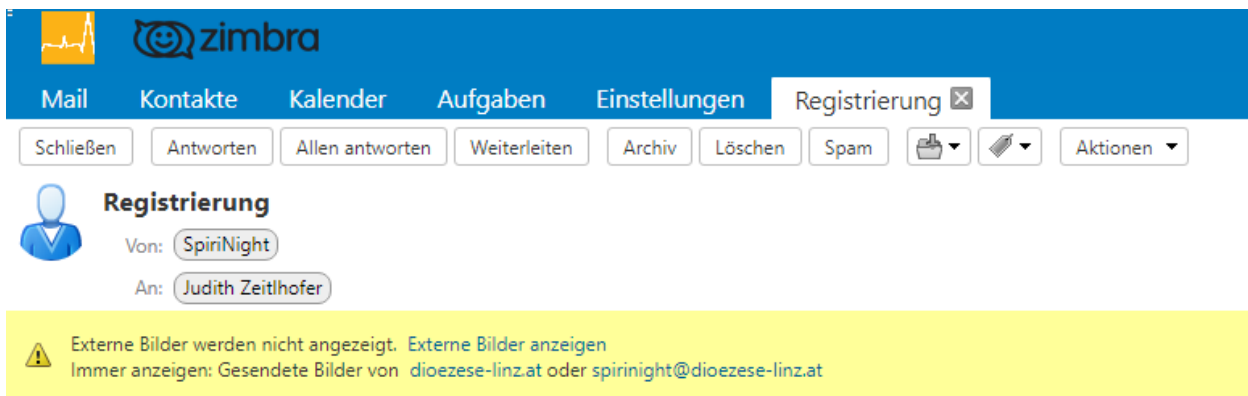 zimbra
Mail Kontakte Kalender Aufgaben Einstellungen Registrierung
Schließen Antworten Allen antworten Weiterleiten Archiv Löschen Spam Aktionen
Registrierung
Von: SpiriNight
An: Judith Zeitlhofer
Externe Bilder werden nicht angezeigt. Externe Bilder anzeigen
Immer anzeigen: Gesendete Bilder von dioezese-linz.at oder spirinight@dioezese-linz.at